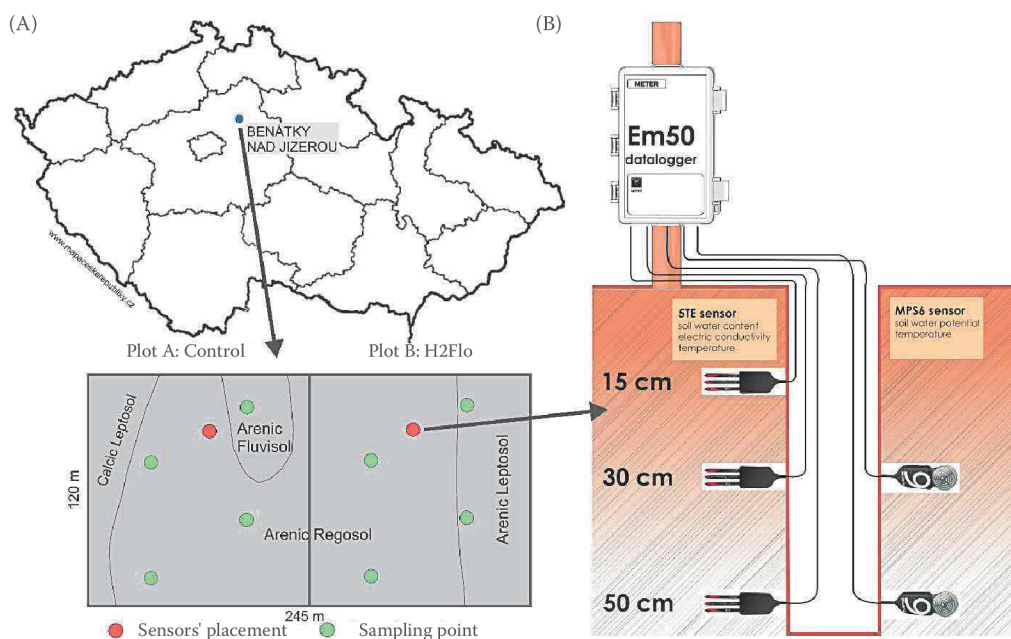 (A)
BENÁTKY
NAD JIZEROU
www.mapaceskerepubliky.cz
Plot A: Control
Plot B: H2Flo
Calcic Leptosol
Arenic
Fluvisol
Arenic Regosol
Arenic Leptosol
120 m
245 m
Sensors' placement
Sampling point
(B)
METER
Em50
datalogger
METER
5TE sensor
soil water content
electric conductivity
temperature
MPS6 sensor
soil water potential
temperature
15 cm
30 cm
50 cm